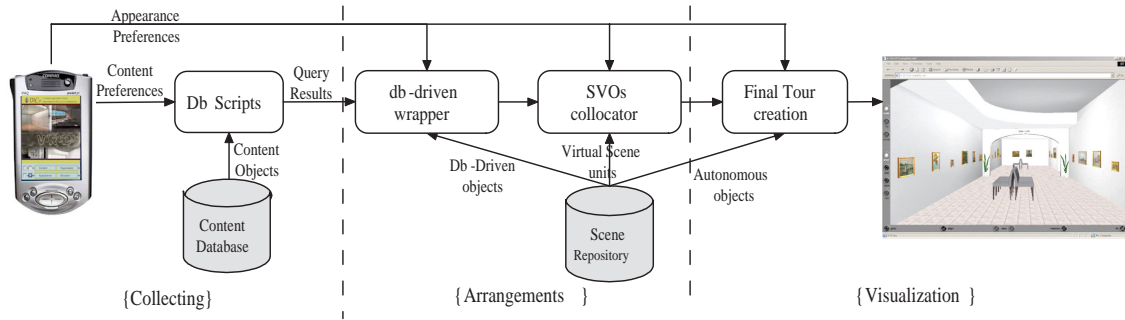 Appearance
Preferences
Content
Preferences
Query
Results
Db Scripts
db -driven
wrapper
SVOs
collocator
Final Tour
creation
Content
Objects
Db -Driven
objects
Virtual Scene
units
Autonomous
objects
Content
Database
Scene
Repository
{Collecting}
{Arrangements }
{Visualization }